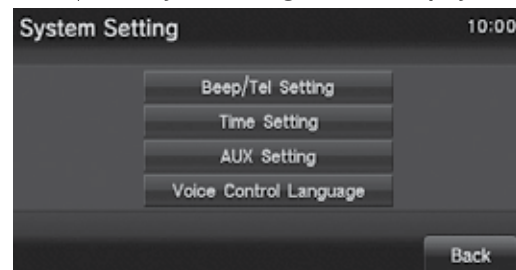 System Setting 10:00
Beep/Tel Setting
Time Setting
AUX Setting
Voice Control Language
Back